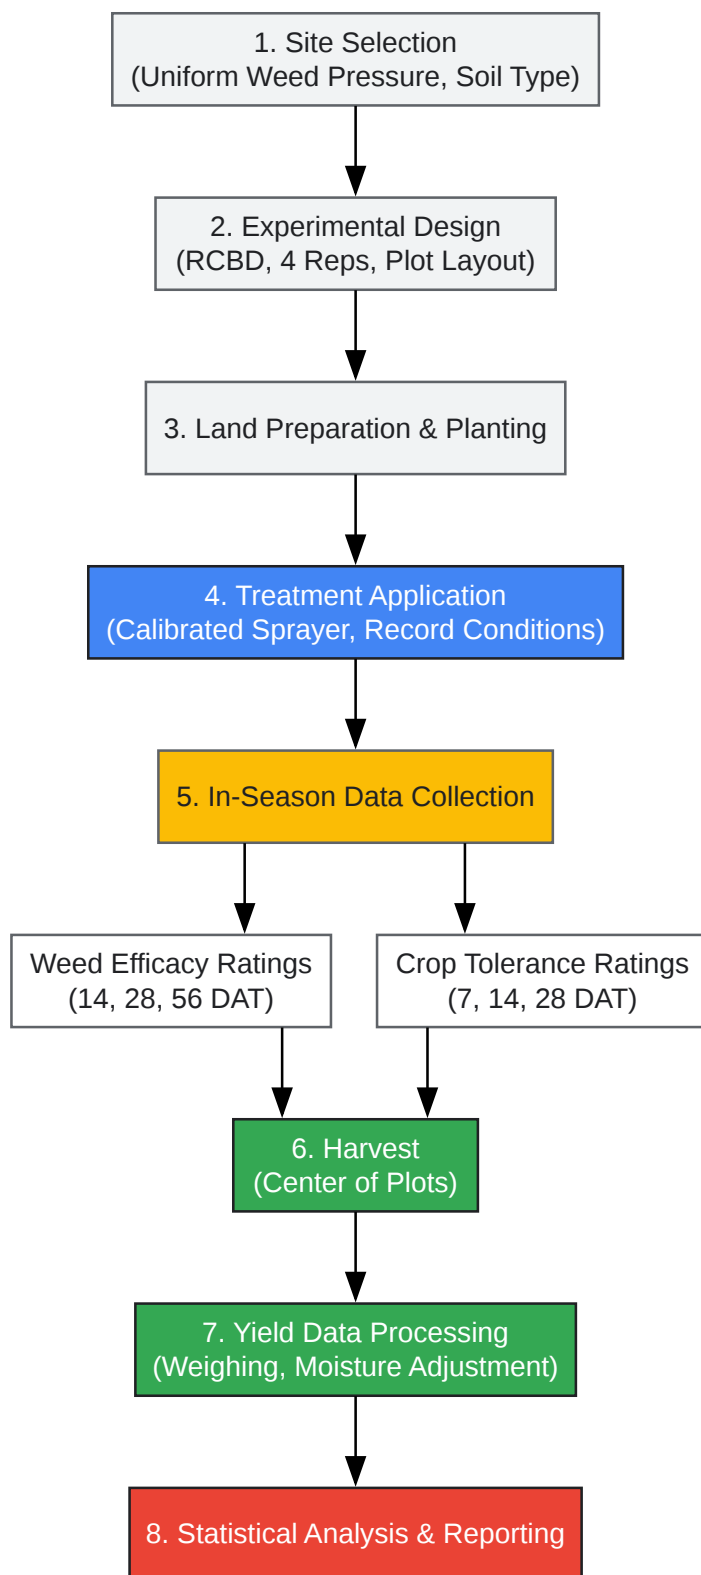 1. Site Selection
(Uniform Weed Pressure, Soil Type)
2. Experimental Design
(RCBD, 4 Reps, Plot Layout)
3. Land Preparation & Planting
4. Treatment Application
(Calibrated Sprayer, Record Conditions)
5. In-Season Data Collection
Weed Efficacy Ratings
(14, 28, 56 DAT)
Crop Tolerance Ratings
(7, 14, 28 DAT)
6. Harvest
(Center of Plots)
7. Yield Data Processing
(Weighing, Moisture Adjustment)
8. Statistical Analysis & Reporting